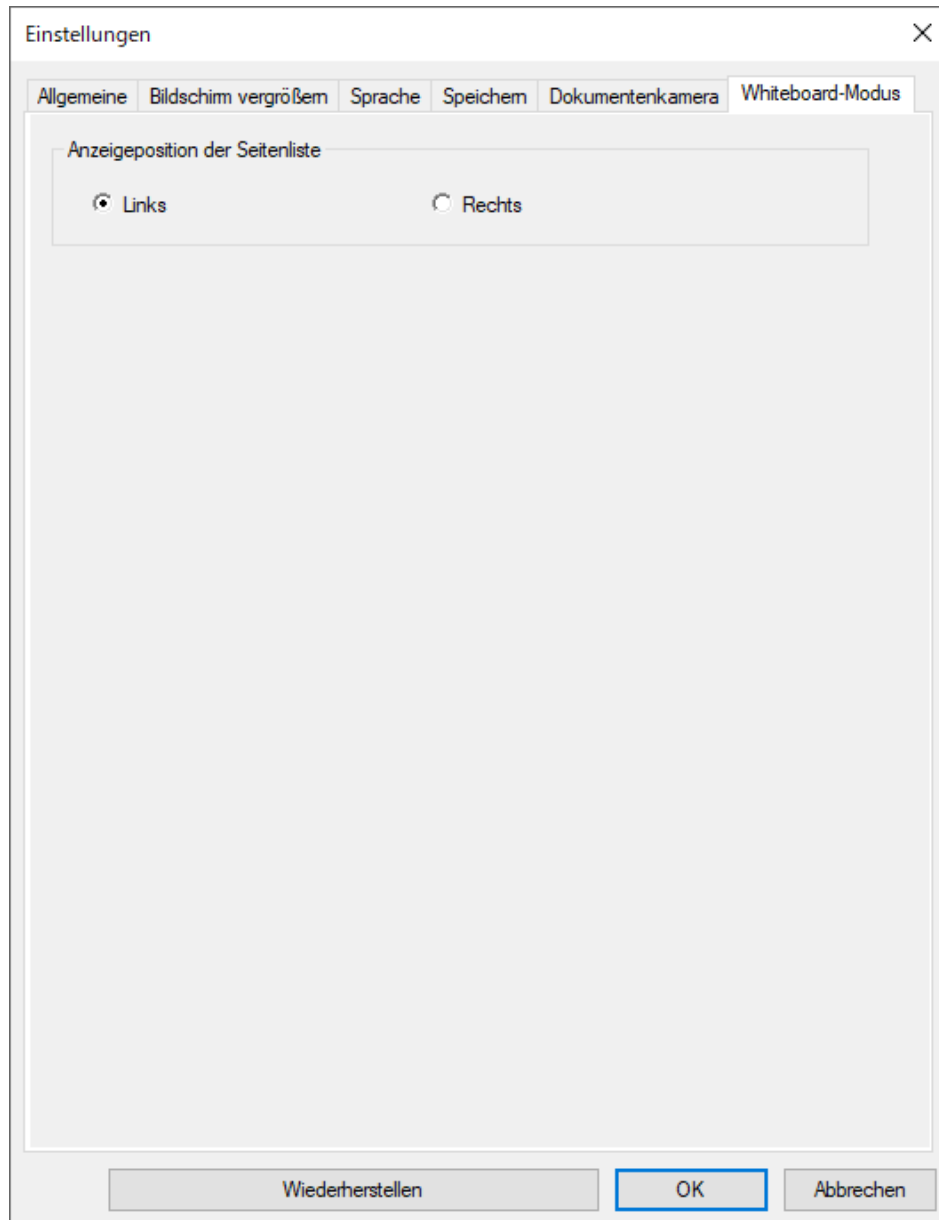 Einstellungen
Allgemeine Bildschirm vergrößern Sprache Speichern Dokumentenkamera Whiteboard-Modus
Anzeigeposition der Seitenliste
Links Rechts
Wiederherstellen OK Abbrechen